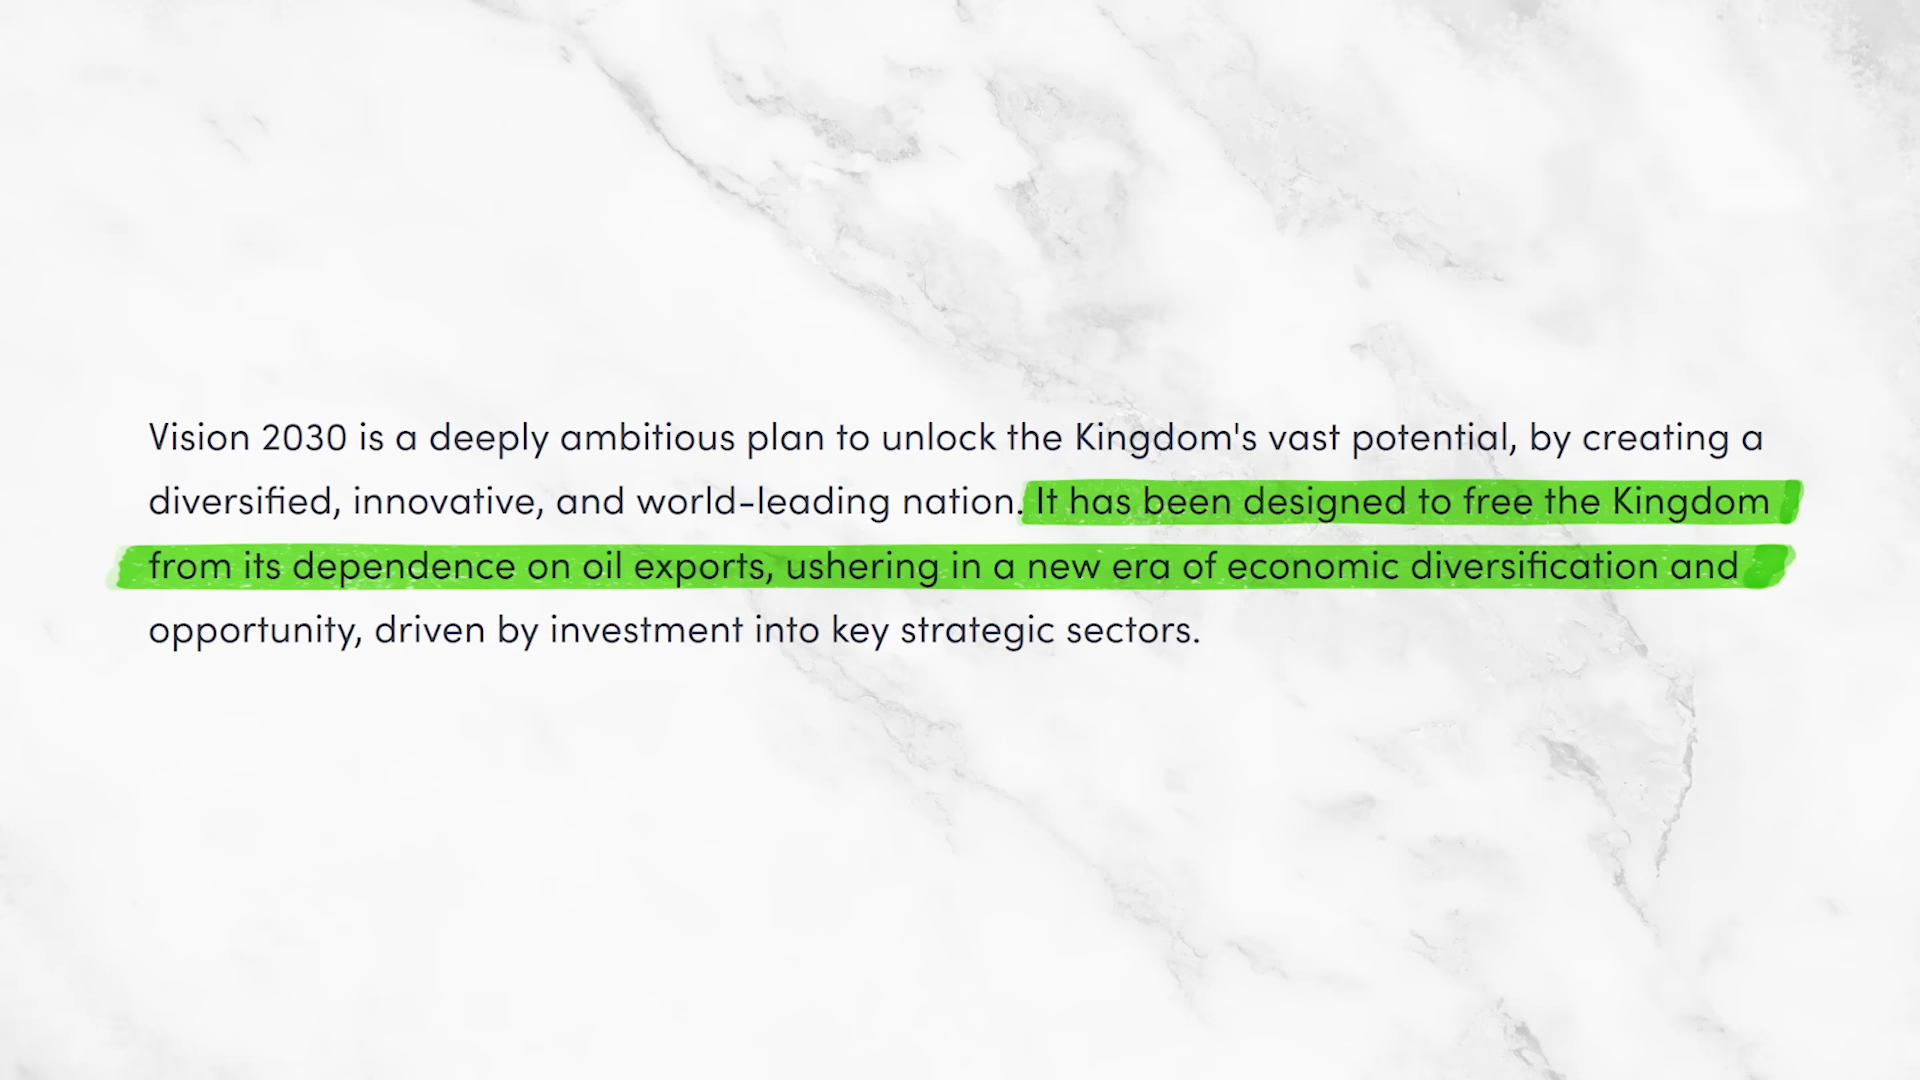 Vision 2030 is a deeply ambitious plan to unlock the Kingdom's vast potential, by creating a
diversified, innovative, and world-leading nation. It has been designed to free the Kingdom
from its dependence on oil exports, ushering in a new era of economic diversification and
opportunity, driven by investment into key strategic sectors.